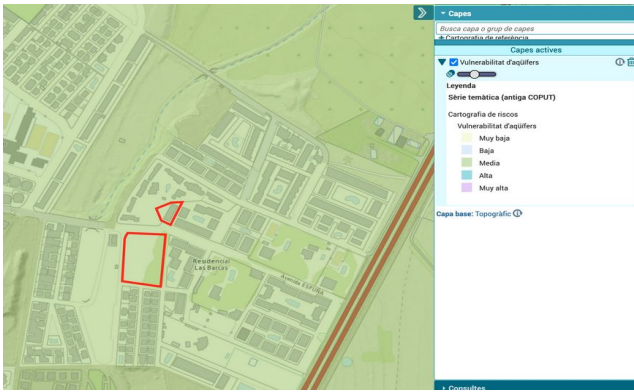 Capes
Busca capa o grup de capes
Cartografia de referència
Capes actives
Vulnerabilitat d'aqüífers
Leyenda
Sèrie temàtica (antiga COPUT)
Cartografia de riscos
Vulnerabilitat d'aqüífers
Muy baja
Baja
Media
Alta
Muy alta
Capa base: Topogràfic
Consultes
Residencial
Las Barcas
Avenida ESPUÑA